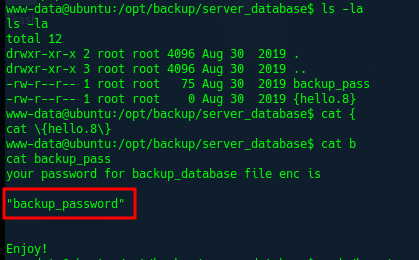 www-data@ubuntu:/opt/backup/server_database$ ls -la
ls -la
total 12
drwxr-xr-x 2 root root 4096 Aug 30  2019 .
drwxr-xr-x 3 root root 4096 Aug 30  2019 ..
-rw-r--r-- 1 root root   75 Aug 30  2019 backup_pass
-rw-r--r-- 1 root root    0 Aug 30  2019 {hello.8}
www-data@ubuntu:/opt/backup/server_database$ cat {
cat \{hello.8\}
www-data@ubuntu:/opt/backup/server_database$ cat b
cat backup_pass
your password for backup_database file enc is
"backup_password"
Enjoy!